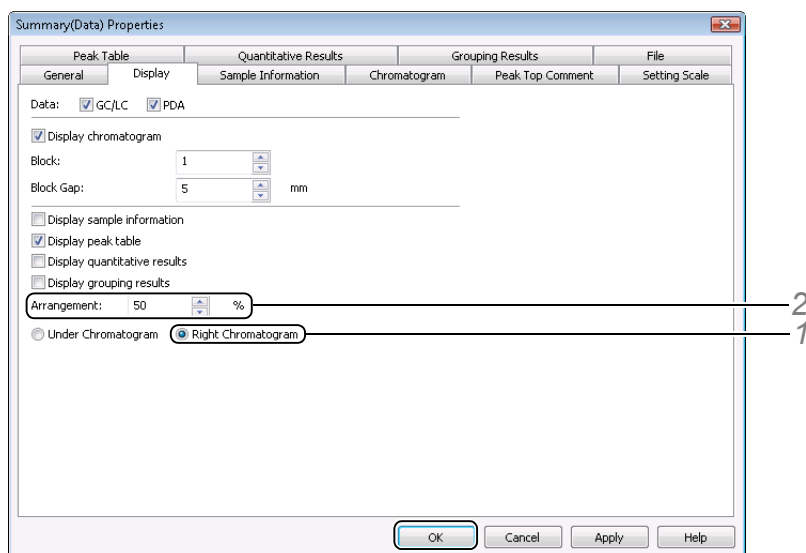 Summary(Data) Properties
Peak Table Quantitative Results Grouping Results File
General Display Sample Information Chromatogram Peak Top Comment Setting Scale
Data: GC/LC PDA
Display chromatogram
Block: 1
Block Gap: 5 mm
Display sample information
Display peak table
Display quantitative results
Display grouping results
Arrangement: 50 % 2
Under Chromatogram Right Chromatogram 1
OK Cancel Apply Help